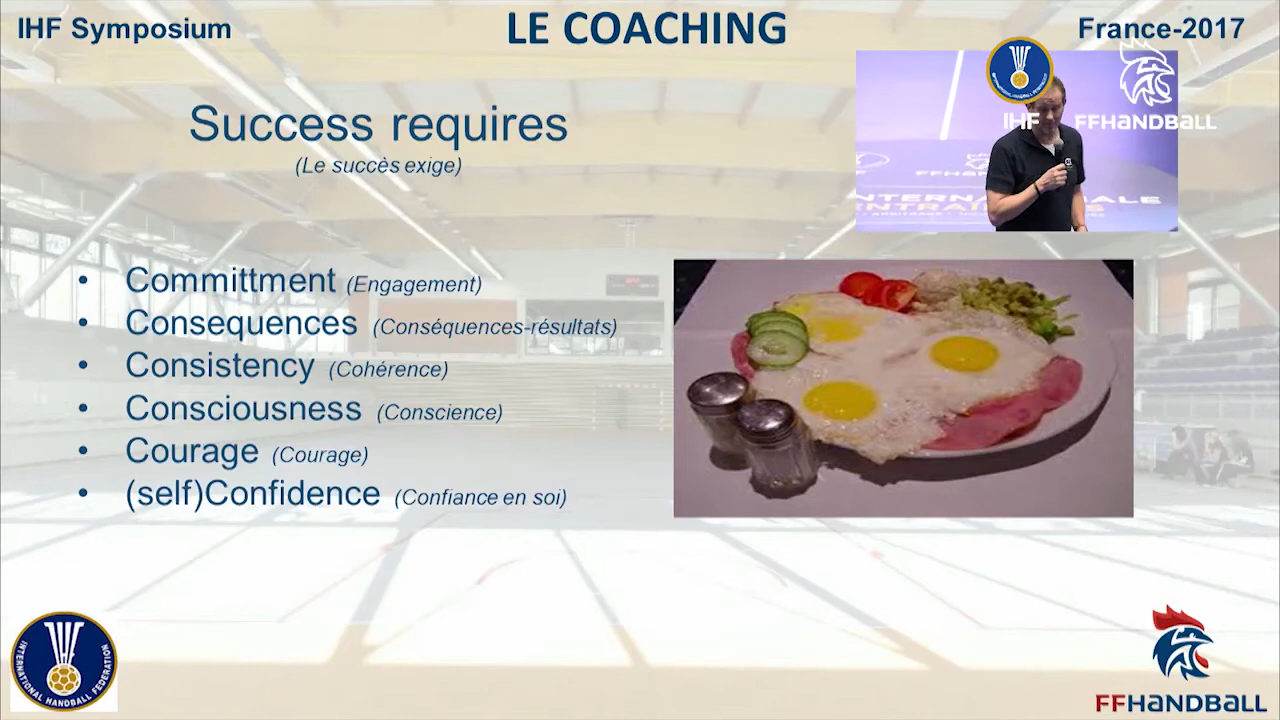 IHF Symposium
LE COACHING
France-2017
IHF
FFHANDBALL
Success requires
(Le succès exige)
• Committment (Engagement)
• Consequences (Conséquences-résultats)
• Consistency (Cohérence)
• Consciousness (Conscience)
• Courage (Courage)
• (self)Confidence (Confiance en soi)
INTERNATIONAL HANDBALL FEDERATION
FFHANDBALL